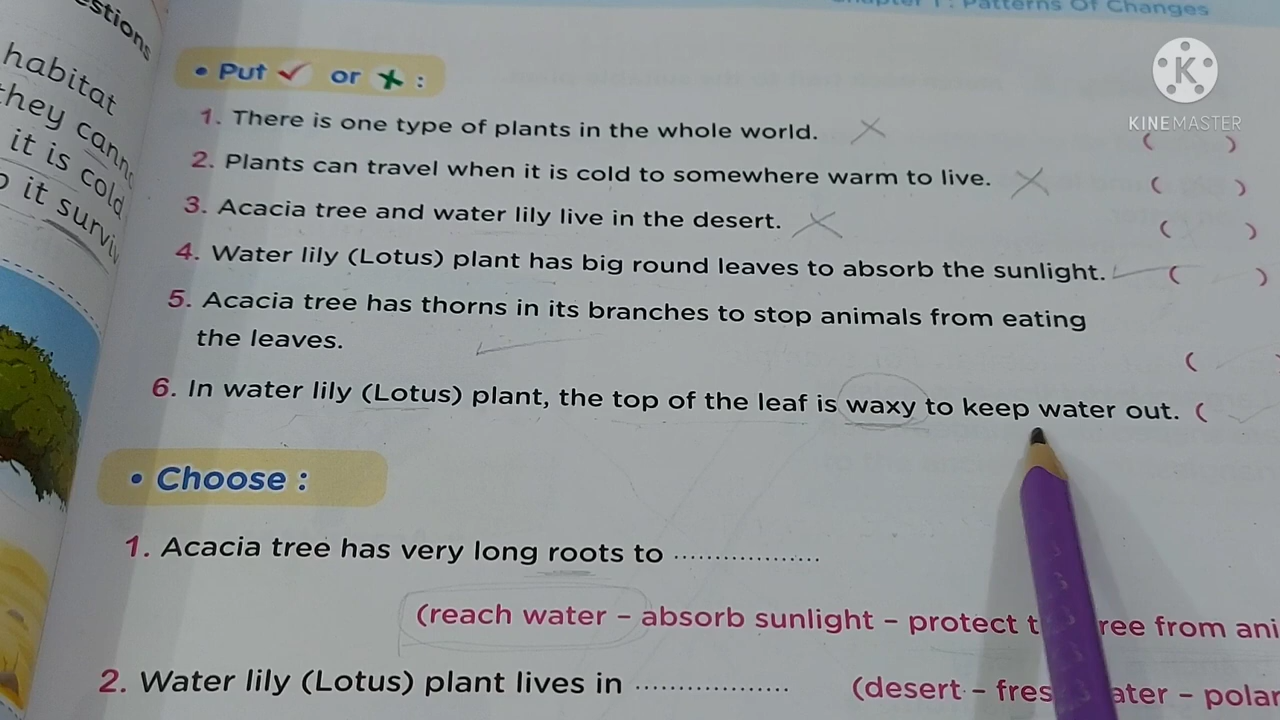 Chapter 1 : Patterns Of Changes
estions
habitat
they cann
it is cold
it surviv
• Put ✓ or ✗ :
1. There is one type of plants in the whole world. ✗ ( )
2. Plants can travel when it is cold to somewhere warm to live. ✗ ( )
3. Acacia tree and water lily live in the desert. ✗ ( )
4. Water lily (Lotus) plant has big round leaves to absorb the sunlight. ✓ ( )
5. Acacia tree has thorns in its branches to stop animals from eating
the leaves. ✓ (
6. In water lily (Lotus) plant, the top of the leaf is waxy to keep water out. (
• Choose :
1. Acacia tree has very long roots to ..................
(reach water – absorb sunlight – protect t ree from ani
2. Water lily (Lotus) plant lives in .................. (desert – fres ater – polar
K
KINEMASTER